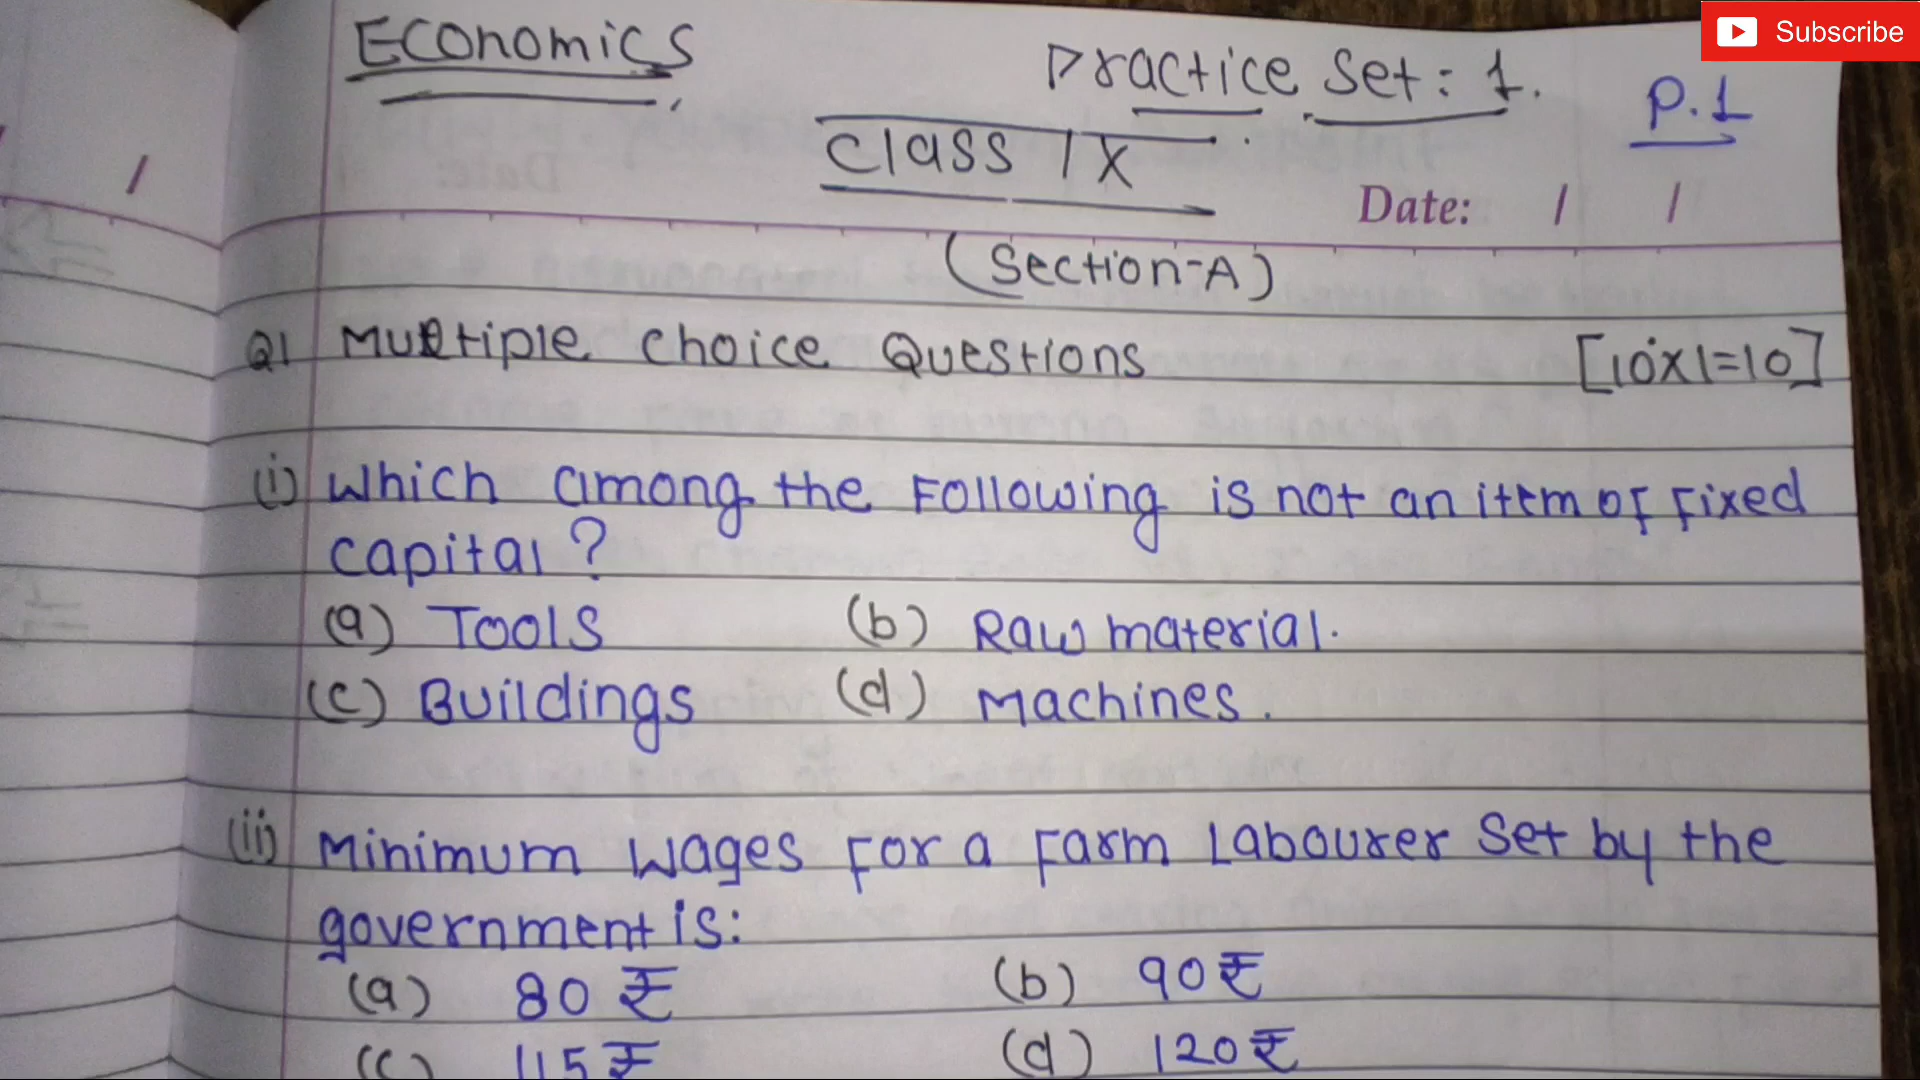 Subscribe
Economics
Practice Set: 1.
P.1
Class IX
Date: / /
(Section-A)
Q1 Multiple Choice Questions [10x1=10]
(i) Which among the Following is not an item of Fixed
capital ?
(a) Tools (b) Raw material.
(c) Buildings (d) Machines.
(ii) Minimum Wages For a Farm Labourer Set by the
government is:
(a) 80 ₹ (b) 90 ₹
(c) 115 ₹ (d) 120 ₹